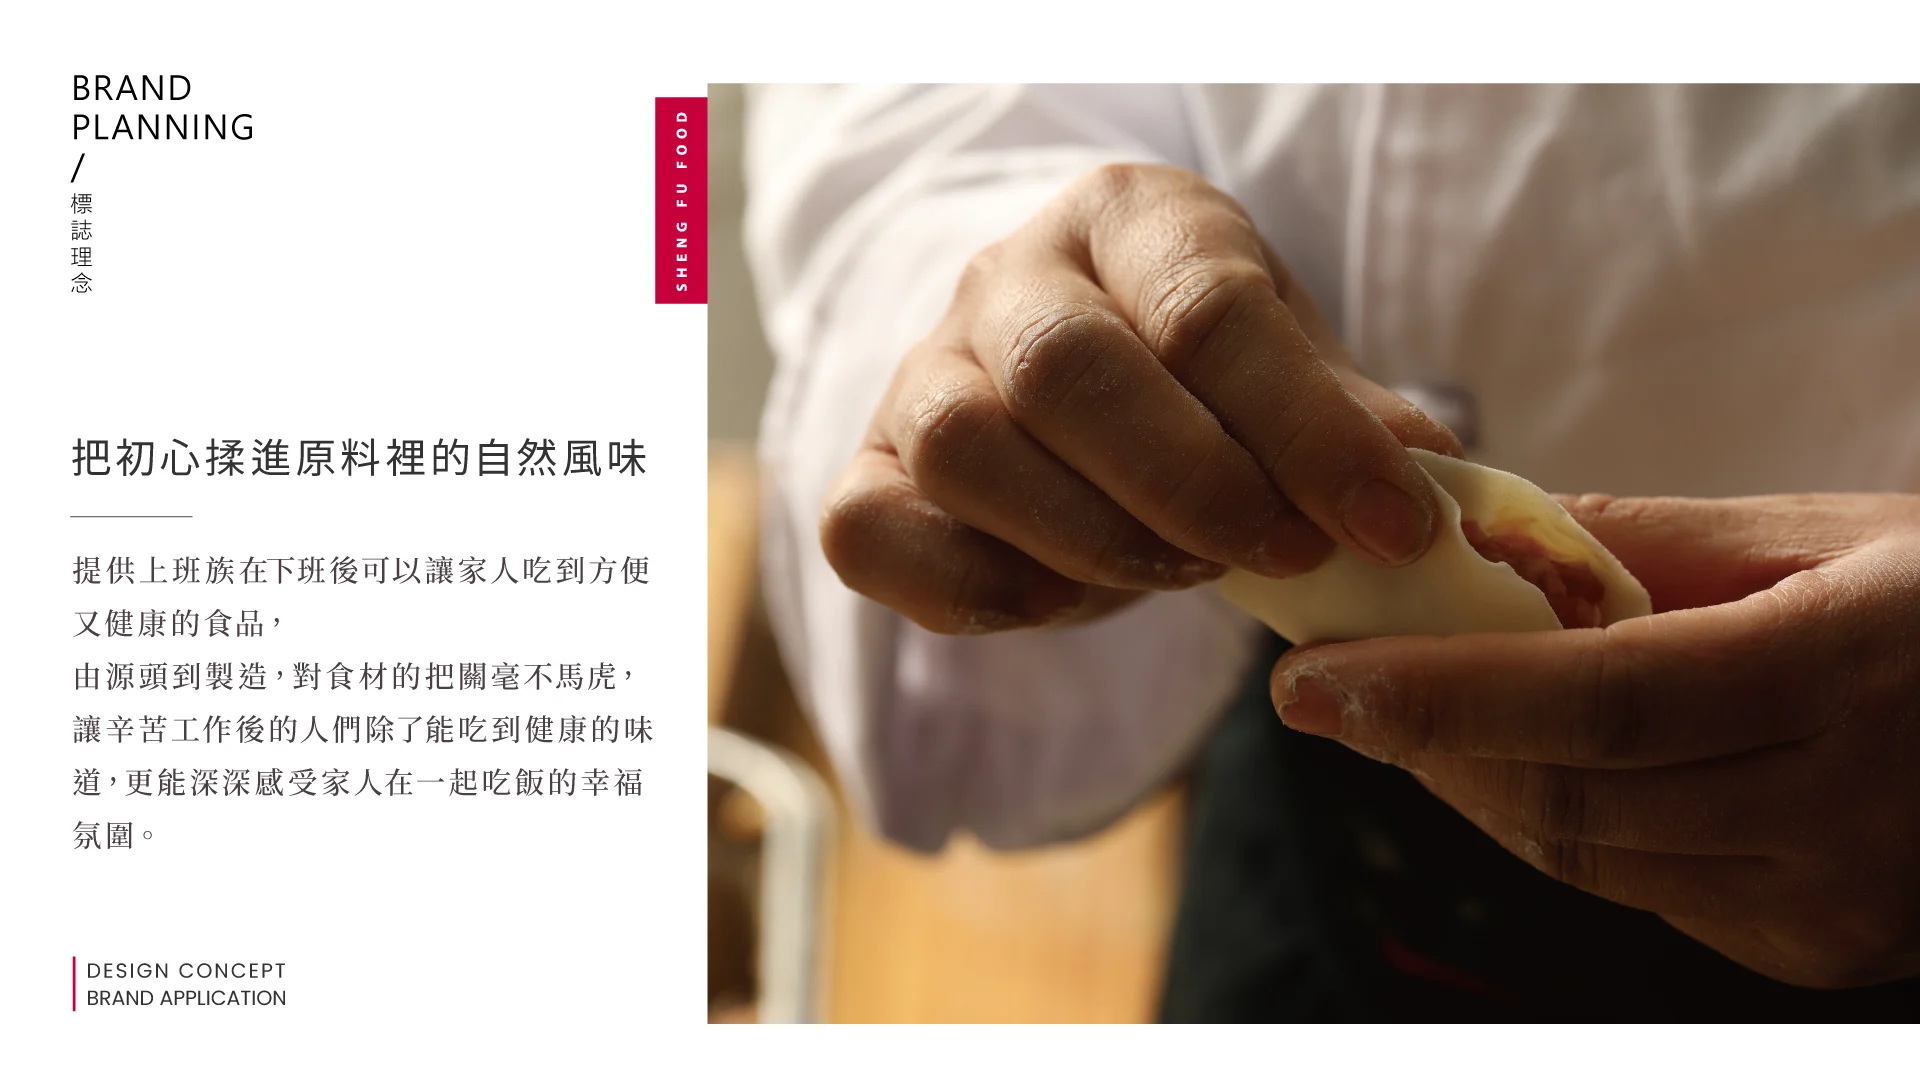 BRAND
PLANNING
/
標誌理念
SHENG FU FOOD
把初心揉進原料裡的自然風味
提供上班族在下班後可以讓家人吃到方便
又健康的食品，
由源頭到製造，對食材的把關毫不馬虎，
讓辛苦工作後的人們除了能吃到健康的味
道，更能深深感受家人在一起吃飯的幸福
氛圍。
DESIGN CONCEPT
BRAND APPLICATION